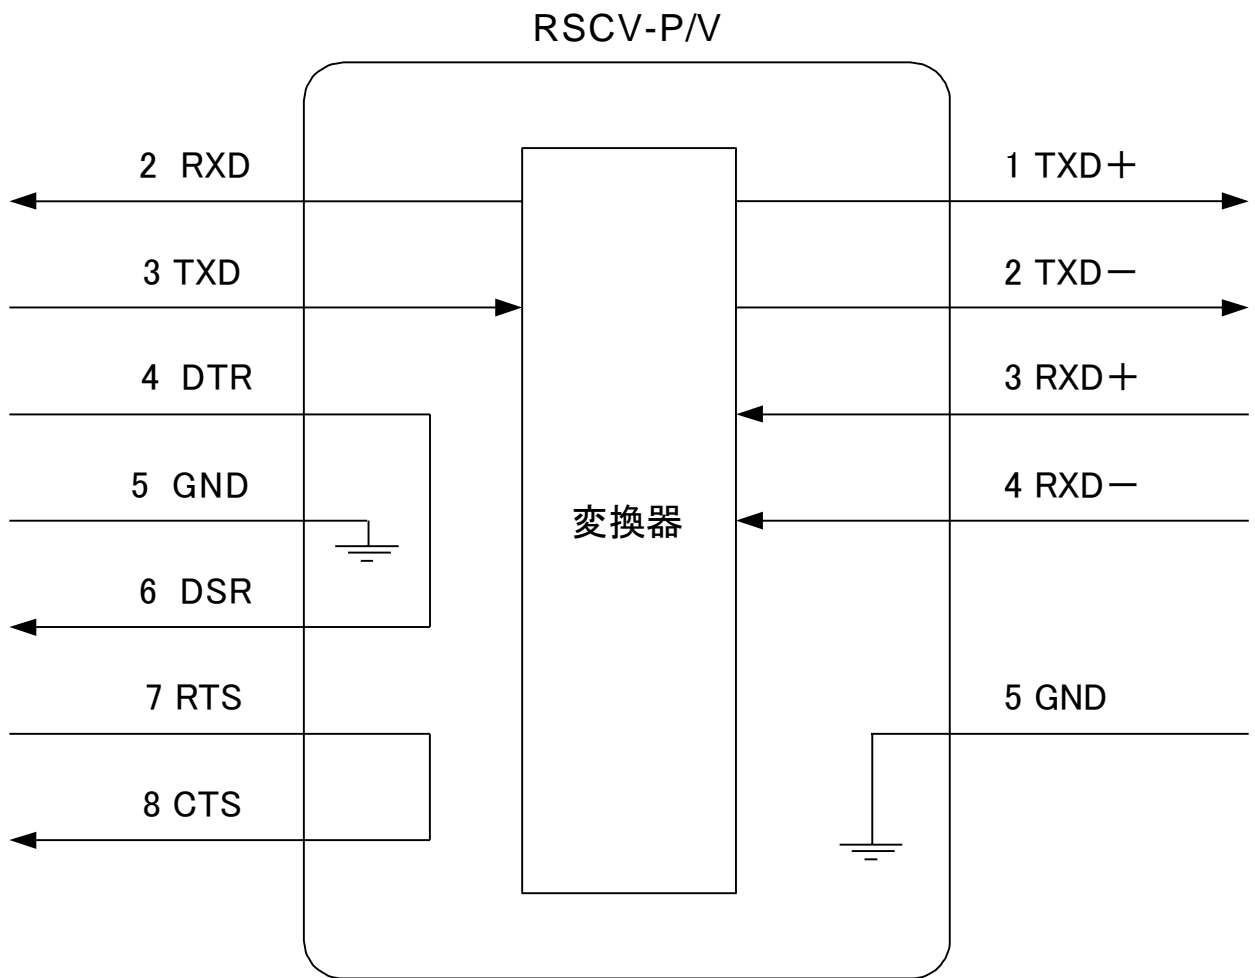 RSCV-P/V
2 RXD
3 TXD
4 DTR
5 GND
6 DSR
7 RTS
8 CTS
変換器
1 TXD＋
2 TXD－
3 RXD＋
4 RXD－
5 GND